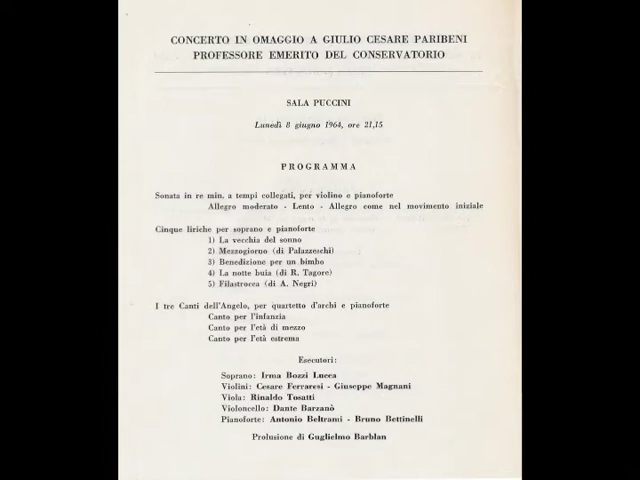 CONCERTO IN OMAGGIO A GIULIO CESARE PARIBENI
PROFESSORE EMERITO DEL CONSERVATORIO
SALA PUCCINI
Lunedì 8 giugno 1964, ore 21,15
PROGRAMMA
Sonata in re min. a tempi collegati, per violino e pianoforte
Allegro moderato - Lento - Allegro come nel movimento iniziale
Cinque liriche per soprano e pianoforte
1) La vecchia del sonno
2) Mezzogiorno (di Palazzeschi)
3) Benedizione per un bimbo
4) La notte buia (di R. Tagore)
5) Filastrocca (di A. Negri)
I tre Canti dell'Angelo, per quartetto d'archi e pianoforte
Canto per l'infanzia
Canto per l'età di mezzo
Canto per l'età estrema
Esecutori:
Soprano: Irma Bozzi Lucca
Violini: Cesare Ferraresi - Giuseppe Magnani
Viola: Rinaldo Tosatti
Violoncello: Dante Barzanò
Pianoforte: Antonio Beltrami - Bruno Bettinelli
Prolusione di Guglielmo Barblan